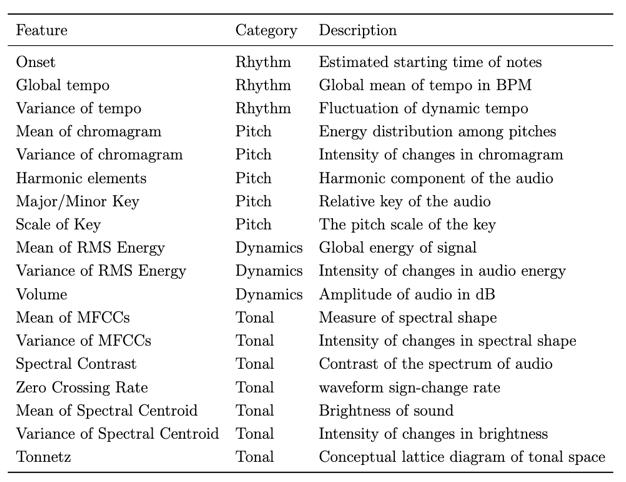 Feature Category Description
Onset Rhythm Estimated starting time of notes
Global tempo Rhythm Global mean of tempo in BPM
Variance of tempo Rhythm Fluctuation of dynamic tempo
Mean of chromagram Pitch Energy distribution among pitches
Variance of chromagram Pitch Intensity of changes in chromagram
Harmonic elements Pitch Harmonic component of the audio
Major/Minor Key Pitch Relative key of the audio
Scale of Key Pitch The pitch scale of the key
Mean of RMS Energy Dynamics Global energy of signal
Variance of RMS Energy Dynamics Intensity of changes in audio energy
Volume Dynamics Amplitude of audio in dB
Mean of MFCCs Tonal Measure of spectral shape
Variance of MFCCs Tonal Intensity of changes in spectral shape
Spectral Contrast Tonal Contrast of the spectrum of audio
Zero Crossing Rate Tonal waveform sign-change rate
Mean of Spectral Centroid Tonal Brightness of sound
Variance of Spectral Centroid Tonal Intensity of changes in brightness
Tonnetz Tonal Conceptual lattice diagram of tonal space